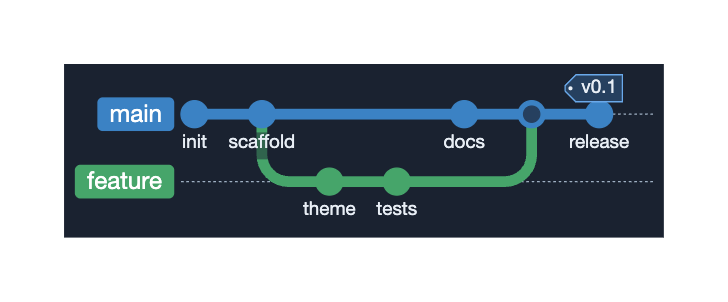 v0.1
main
init
scaffold
docs
release
feature
theme
tests